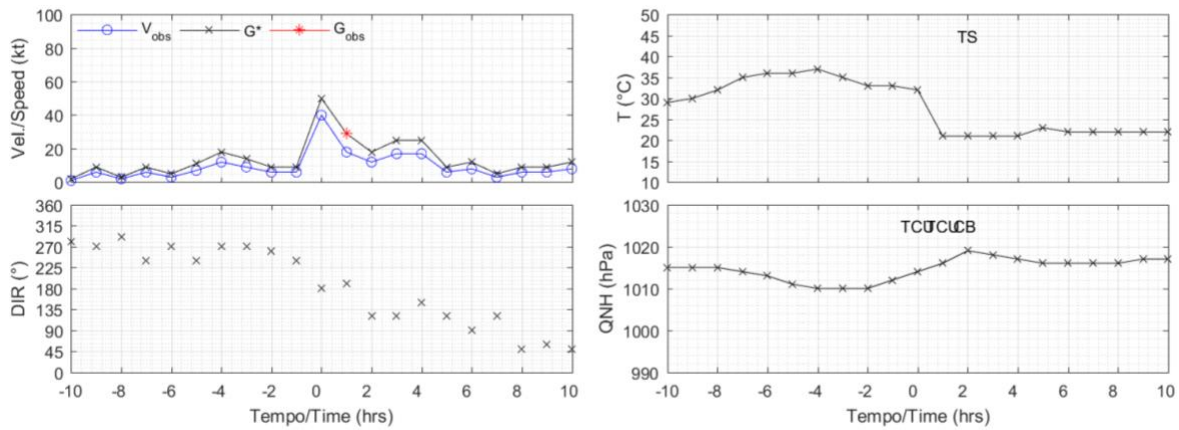 V_obs G* G_obs
100
80
60
40
20
0
Vel./Speed (kt)
TS
50
45
40
35
30
25
20
15
10
T (°C)
360
315
270
225
180
135
90
45
0
DIR (°)
-10 -8 -6 -4 -2 0 2 4 6 8 10
Tempo/Time (hrs)
TCU TCU CB
1030
1020
1010
1000
990
QNH (hPa)
-10 -8 -6 -4 -2 0 2 4 6 8 10
Tempo/Time (hrs)